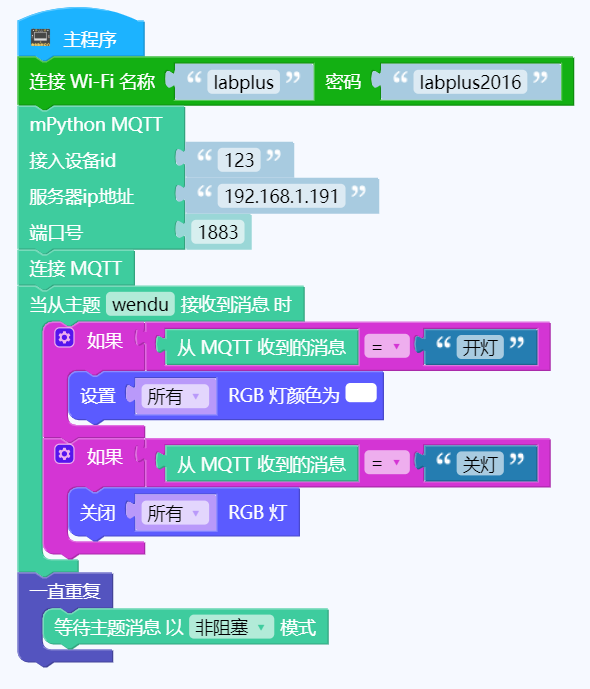 主程序
连接 Wi-Fi 名称 “ labplus ” 密码 “ labplus2016 ”
mPython MQTT
接入设备id “ 123 ”
服务器ip地址 “ 192.168.1.191 ”
端口号 1883
连接 MQTT
当从主题 wendu 接收到消息 时
如果 从 MQTT 收到的消息 = “ 开灯 ”
设置 所有 RGB 灯颜色为
如果 从 MQTT 收到的消息 = “ 关灯 ”
关闭 所有 RGB 灯
一直重复
等待主题消息 以 非阻塞 模式